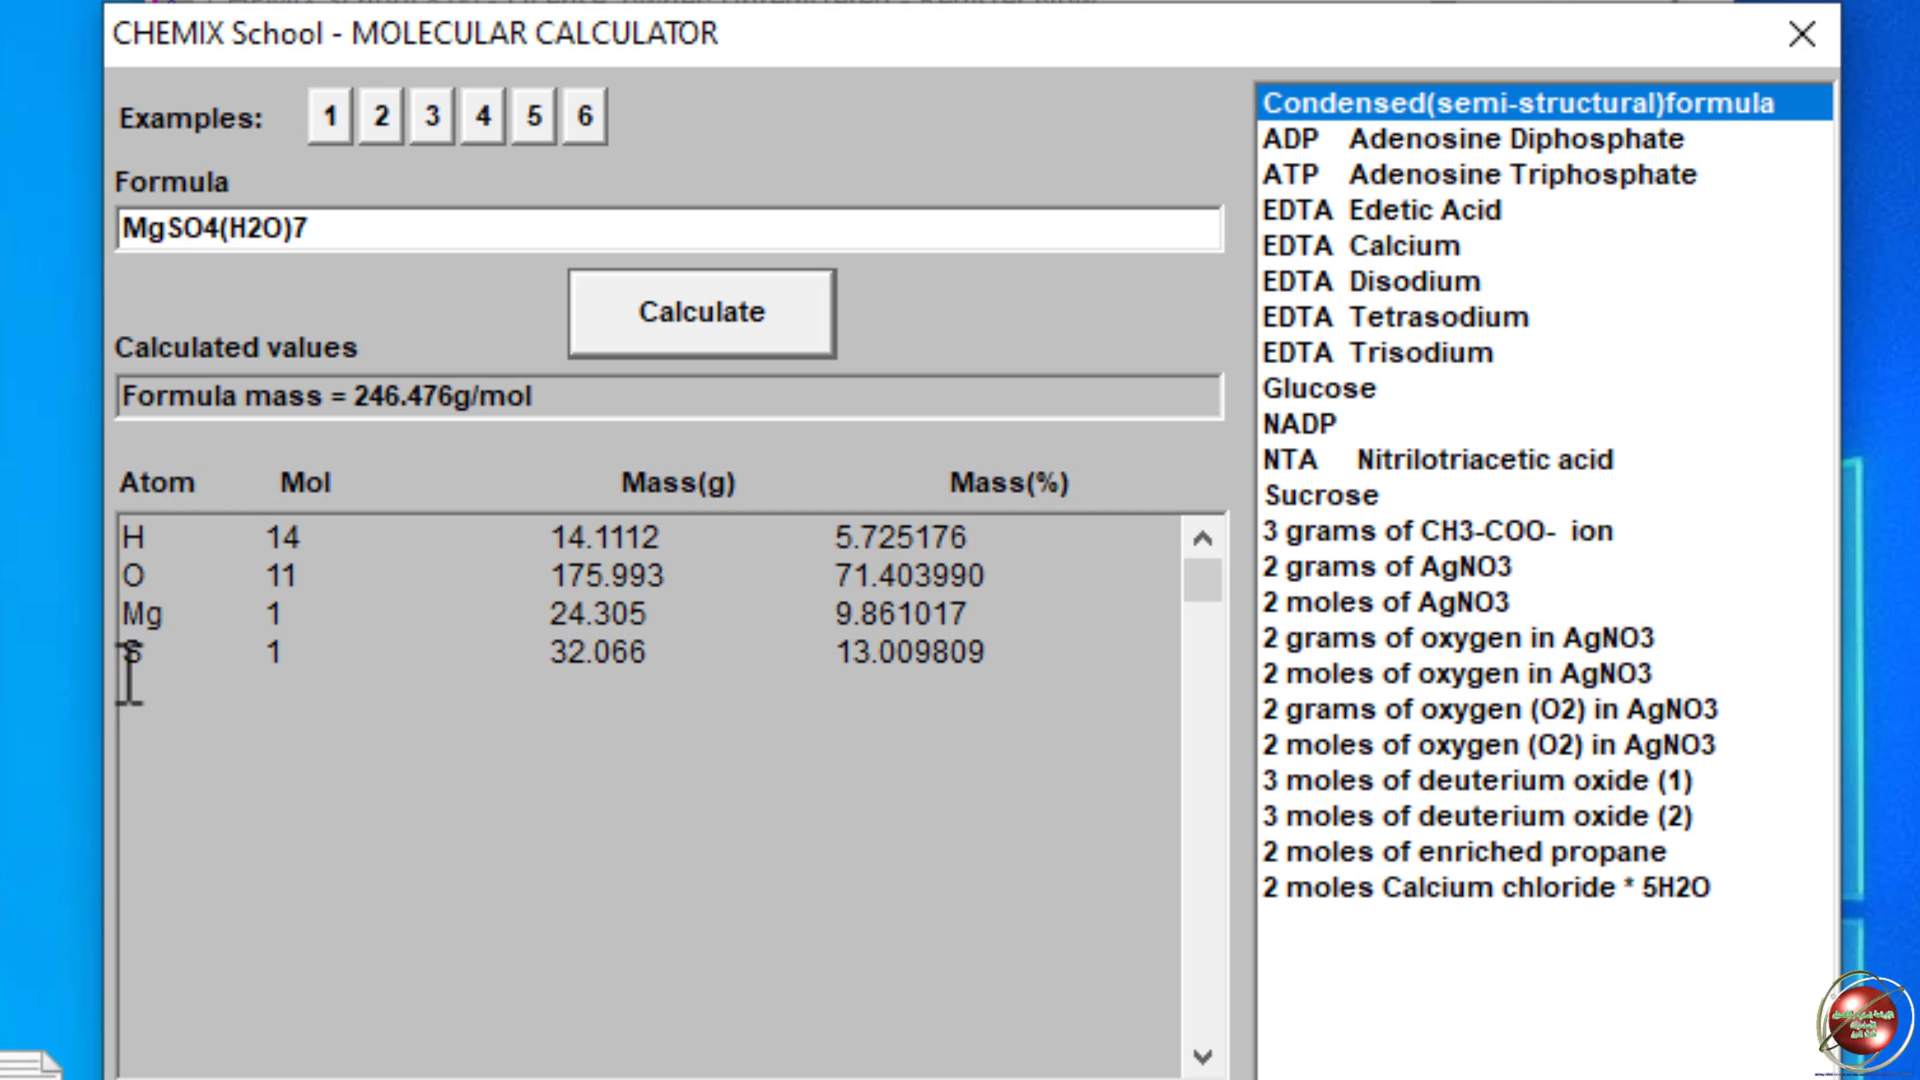 CHEMIX School - MOLECULAR CALCULATOR
Examples: 1 2 3 4 5 6
Formula
MgSO4(H2O)7
Calculate
Calculated values
Formula mass = 246.476g/mol
Atom Mol Mass(g) Mass(%)
H 14 14.1112 5.725176
O 11 175.993 71.403990
Mg 1 24.305 9.861017
S 1 32.066 13.009809
Condensed(semi-structural)formula
ADP Adenosine Diphosphate
ATP Adenosine Triphosphate
EDTA Edetic Acid
EDTA Calcium
EDTA Disodium
EDTA Tetrasodium
EDTA Trisodium
Glucose
NADP
NTA Nitrilotriacetic acid
Sucrose
3 grams of CH3-COO- ion
2 grams of AgNO3
2 moles of AgNO3
2 grams of oxygen in AgNO3
2 moles of oxygen in AgNO3
2 grams of oxygen (O2) in AgNO3
2 moles of oxygen (O2) in AgNO3
3 moles of deuterium oxide (1)
3 moles of deuterium oxide (2)
2 moles of enriched propane
2 moles Calcium chloride * 5H2O